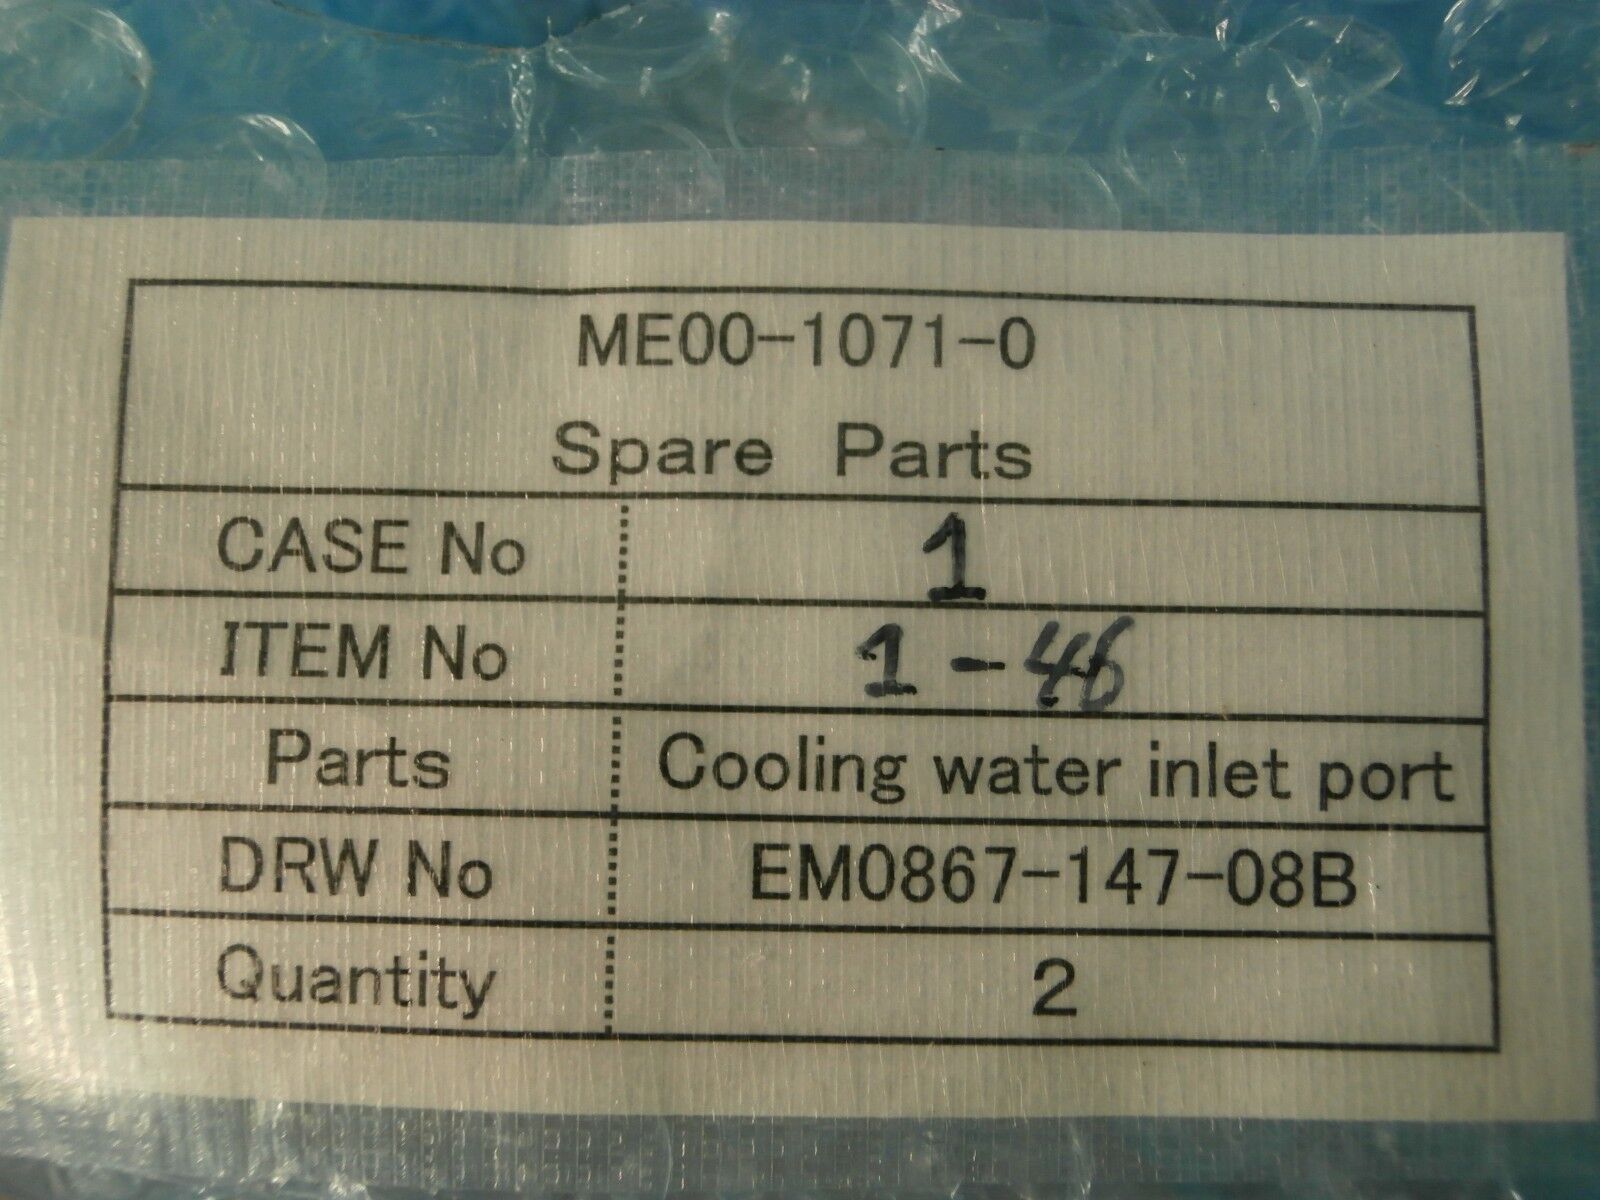 ME00-1071-0
Spare Parts
CASE No 1
ITEM No 1-46
Parts Cooling water inlet port
DRW No EM0867-147-08B
Quantity 2